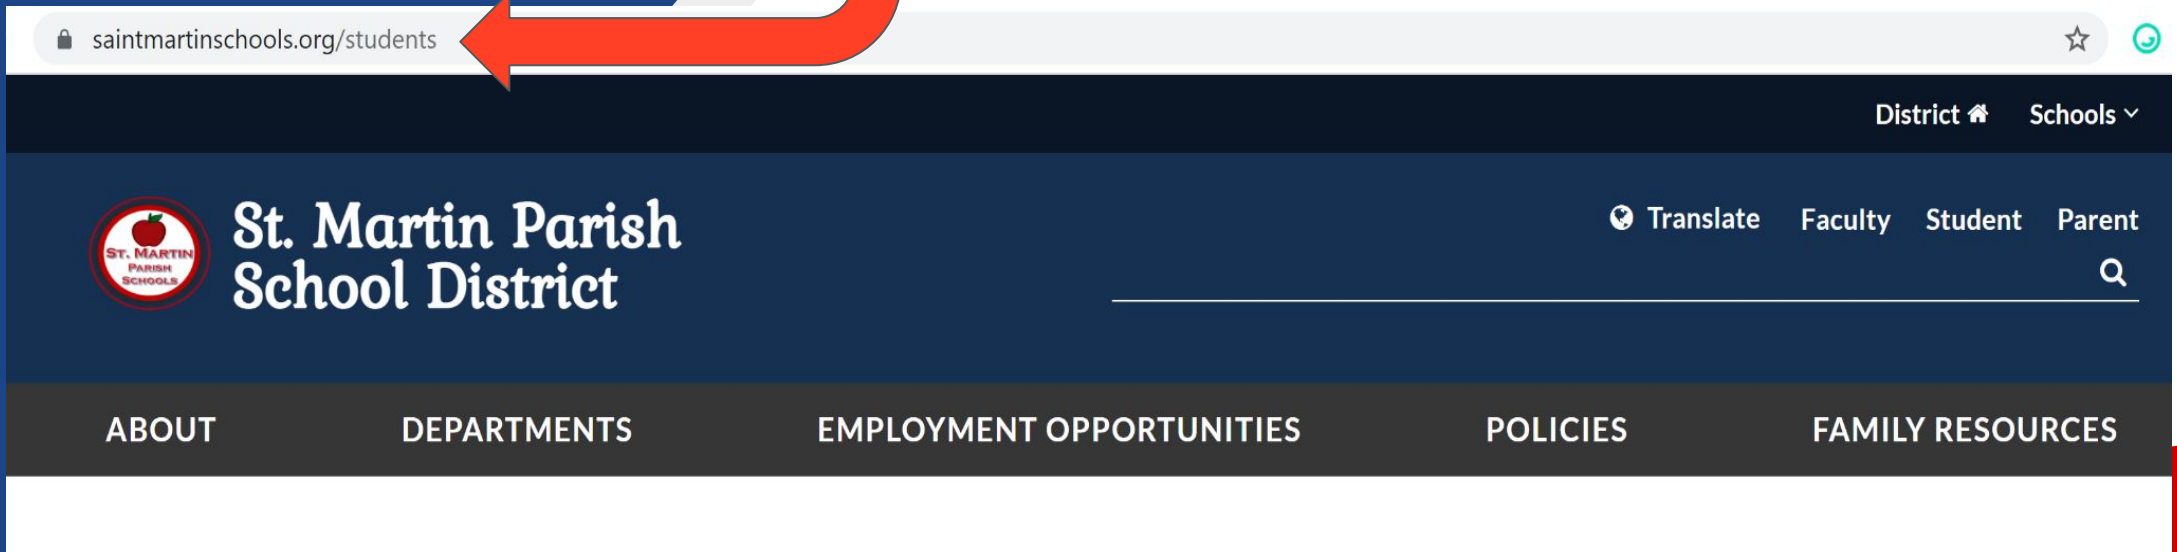 saintmartinschools.org/students
District Schools
St. Martin Parish
School District
ST. MARTIN
PARISH
SCHOOLS
Translate Faculty Student Parent
ABOUT DEPARTMENTS EMPLOYMENT OPPORTUNITIES POLICIES FAMILY RESOURCES